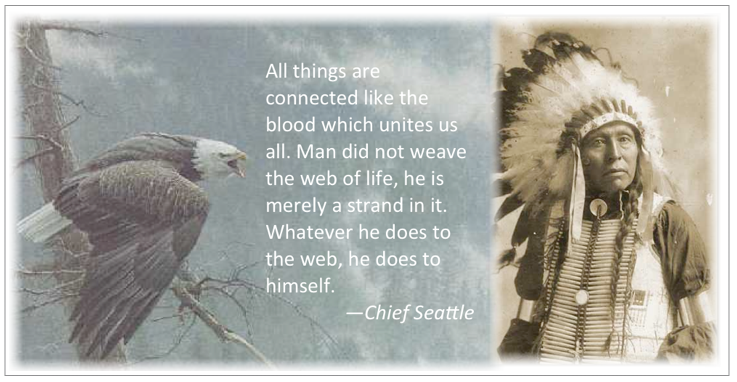 All things are
connected like the
blood which unites us
all. Man did not weave
the web of life, he is
merely a strand in it.
Whatever he does to
the web, he does to
himself.
—Chief Seattle